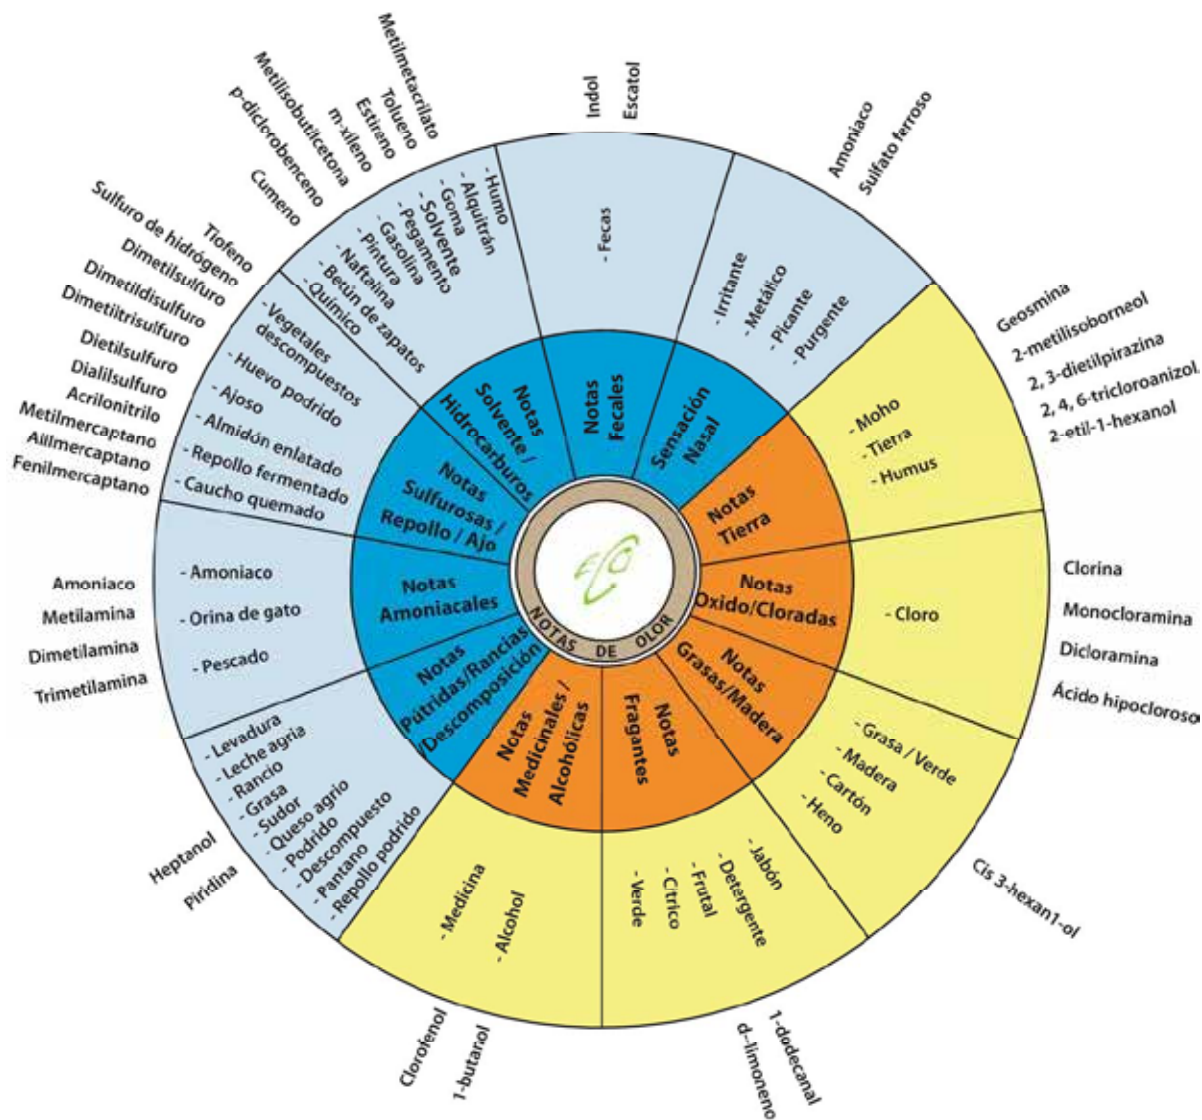 NOTAS DE OLOR
Notas
Fecales
- Fecas
Indol
Escatol
Sensación
Nasal
- Irritante
- Metálico
- Picante
- Purgente
Amoniaco
Sulfato ferroso
Notas
Tierra
- Moho
- Tierra
- Humus
Geosmina
2-metilisoborneol
2, 3-dietilpirazina
2, 4, 6-tricloroanizol.
2-etil-1-hexanol
Notas
Oxido/Cloradas
- Cloro
Clorina
Monocloramina
Dicloramina
Ácido hipocloroso
Notas
Grasas/Madera
- Grasa / Verde
- Madera
- Cartón
- Heno
Cis 3-hexan1-ol
Notas
Fragantes
- Jabón
- Detergente
- Frutal
- Cítrico
- Verde
1-dodecanal
d-limoneno
Notas
Medicinales /
Alcohólicas
- Medicina
- Alcohol
Clorofenol
1-butanol
Notas
Pútridas/Rancias
/Descomposición
- Levadura
- Leche agria
- Rancio
- Grasa
- Sudor
- Queso agrio
- Podrido
- Descompuesto
- Pantano
- Repollo podrido
Heptanol
Piridina
Notas
Amoniacales
- Amoniaco
- Orina de gato
- Pescado
Amoniaco
Metilamina
Dimetilamina
Trimetilamina
Notas
Sulfurosas /
Repollo / Ajo
- Vegetales
descompuestos
- Huevo podrido
- Ajoso
- Almidón enlatado
- Repollo fermentado
- Caucho quemado
Tiofeno
Sulfuro de hidrógeno
Dimetilsulfuro
Dimetildisulfuro
Dimetiltrisulfuro
Dietilsulfuro
Dialilsulfuro
Acrilonitrilo
Metilmercaptano
Alilmercaptano
Fenilmercaptano
Notas
Solvente /
Hidrocarburos
- Humo
- Alquitrán
- Goma
- Solvente
- Pegamento
- Gasolina
- Pintura
- Naftalina
- Betún de zapatos
- Químico
Metilmetacrilato
Tolueno
Estireno
m-xileno
Metilisobutilcetona
p-diclorobenceno
Cumeno